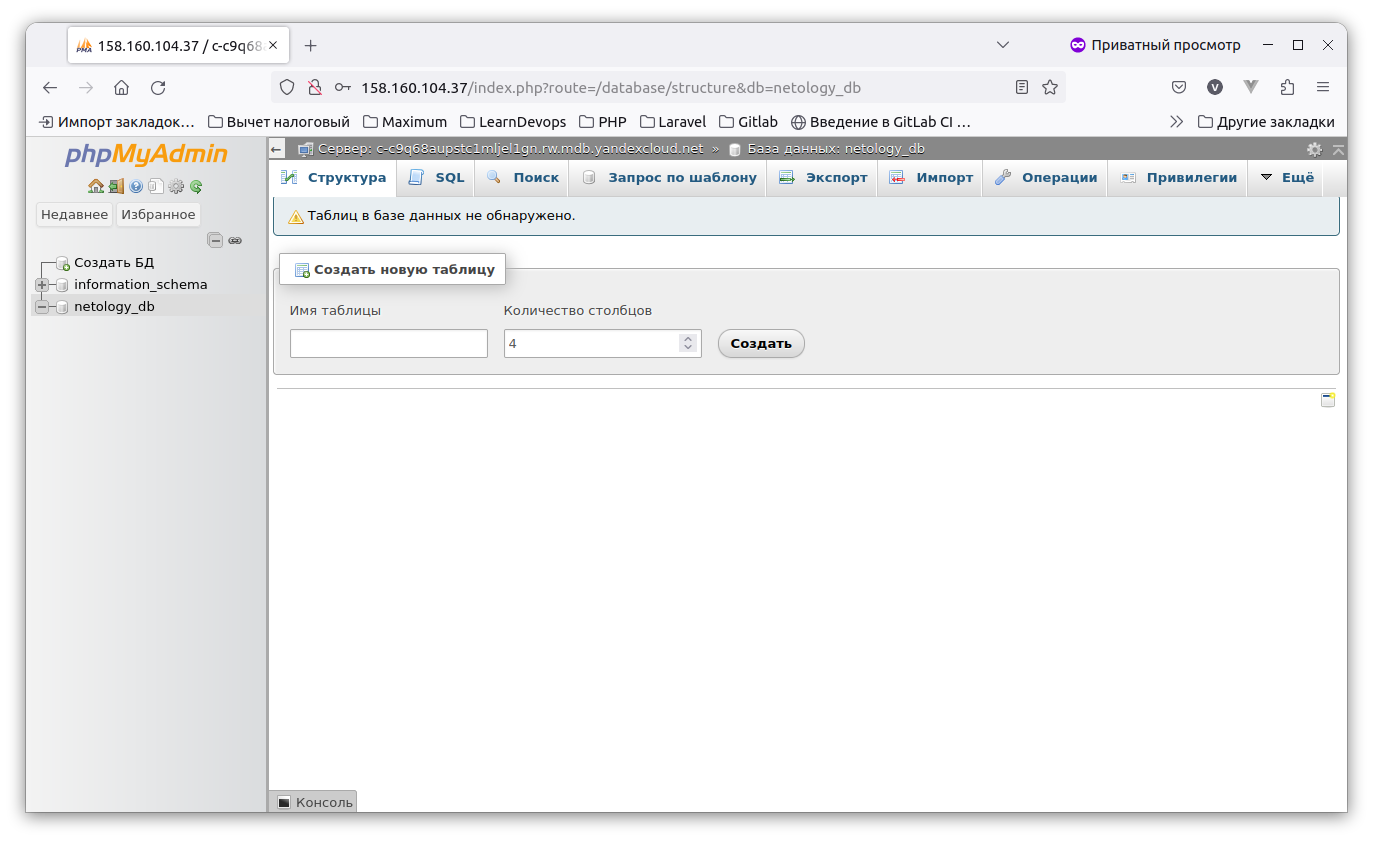 158.160.104.37 / c-c9q68a
Приватный просмотр
158.160.104.37/index.php?route=/database/structure&db=netology_db
Импорт закладок… Вычет налоговый Maximum LearnDevops PHP Laravel Gitlab Введение в GitLab CI … Другие закладки
phpMyAdmin
Недавнее Избранное
Создать БД
information_schema
netology_db
Сервер: c-c9q68aupstc1mljel1gn.rw.mdb.yandexcloud.net » База данных: netology_db
Структура SQL Поиск Запрос по шаблону Экспорт Импорт Операции Привилегии Ещё
Таблиц в базе данных не обнаружено.
Создать новую таблицу
Имя таблицы Количество столбцов
4 Создать
Консоль